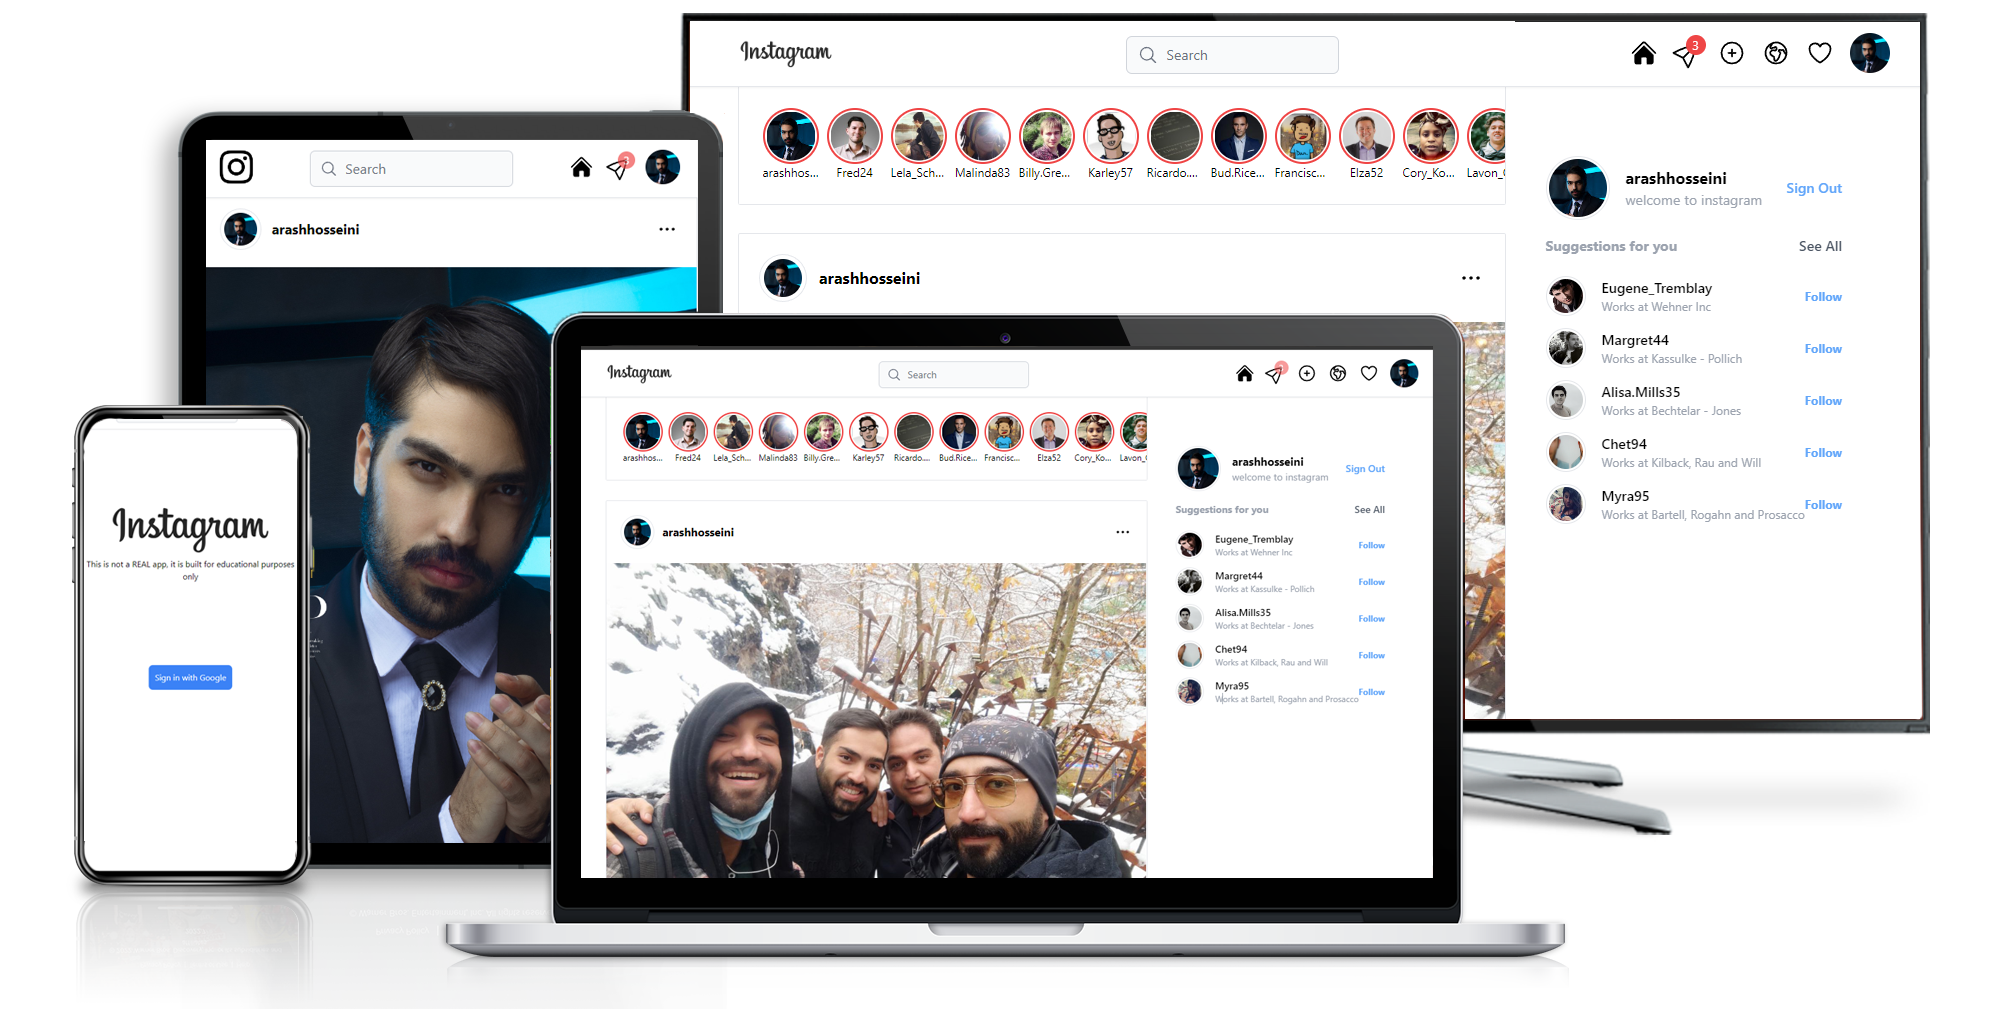 Instagram
Search
3
arashhos...
Fred24
Lela_Sch...
Malinda83
Billy.Gre...
Karley57
Ricardo....
Bud.Rice...
Francisc...
Elza52
Cory_Ko...
Lavon_
arashhosseini
welcome to instagram
Sign Out
Suggestions for you
See All
Eugene_Tremblay
Works at Wehner Inc
Follow
Margret44
Works at Kassulke - Pollich
Follow
Alisa.Mills35
Works at Bechtelar - Jones
Follow
Chet94
Works at Kilback, Rau and Will
Follow
Myra95
Works at Bartell, Rogahn and Prosacco
Follow
arashhosseini
Search
3
arashhosseini
Instagram
Search
arashhos...
Fred24
Lela_Sch...
Malinda83
Billy.Gre...
Karley57
Ricardo....
Bud.Rice...
Francisc...
Elza52
Cory_Ko...
Lavon_
arashhosseini
welcome to instagram
Sign Out
Suggestions for you
See All
Eugene_Tremblay
Works at Wehner Inc
Follow
Margret44
Works at Kassulke - Pollich
Follow
Alisa.Mills35
Works at Bechtelar - Jones
Follow
Chet94
Works at Kilback, Rau and Will
Follow
Myra95
Works at Bartell, Rogahn and Prosacco
Follow
arashhosseini
Instagram
This is not a REAL app, it is built for educational purposes
only
Sign in with Google